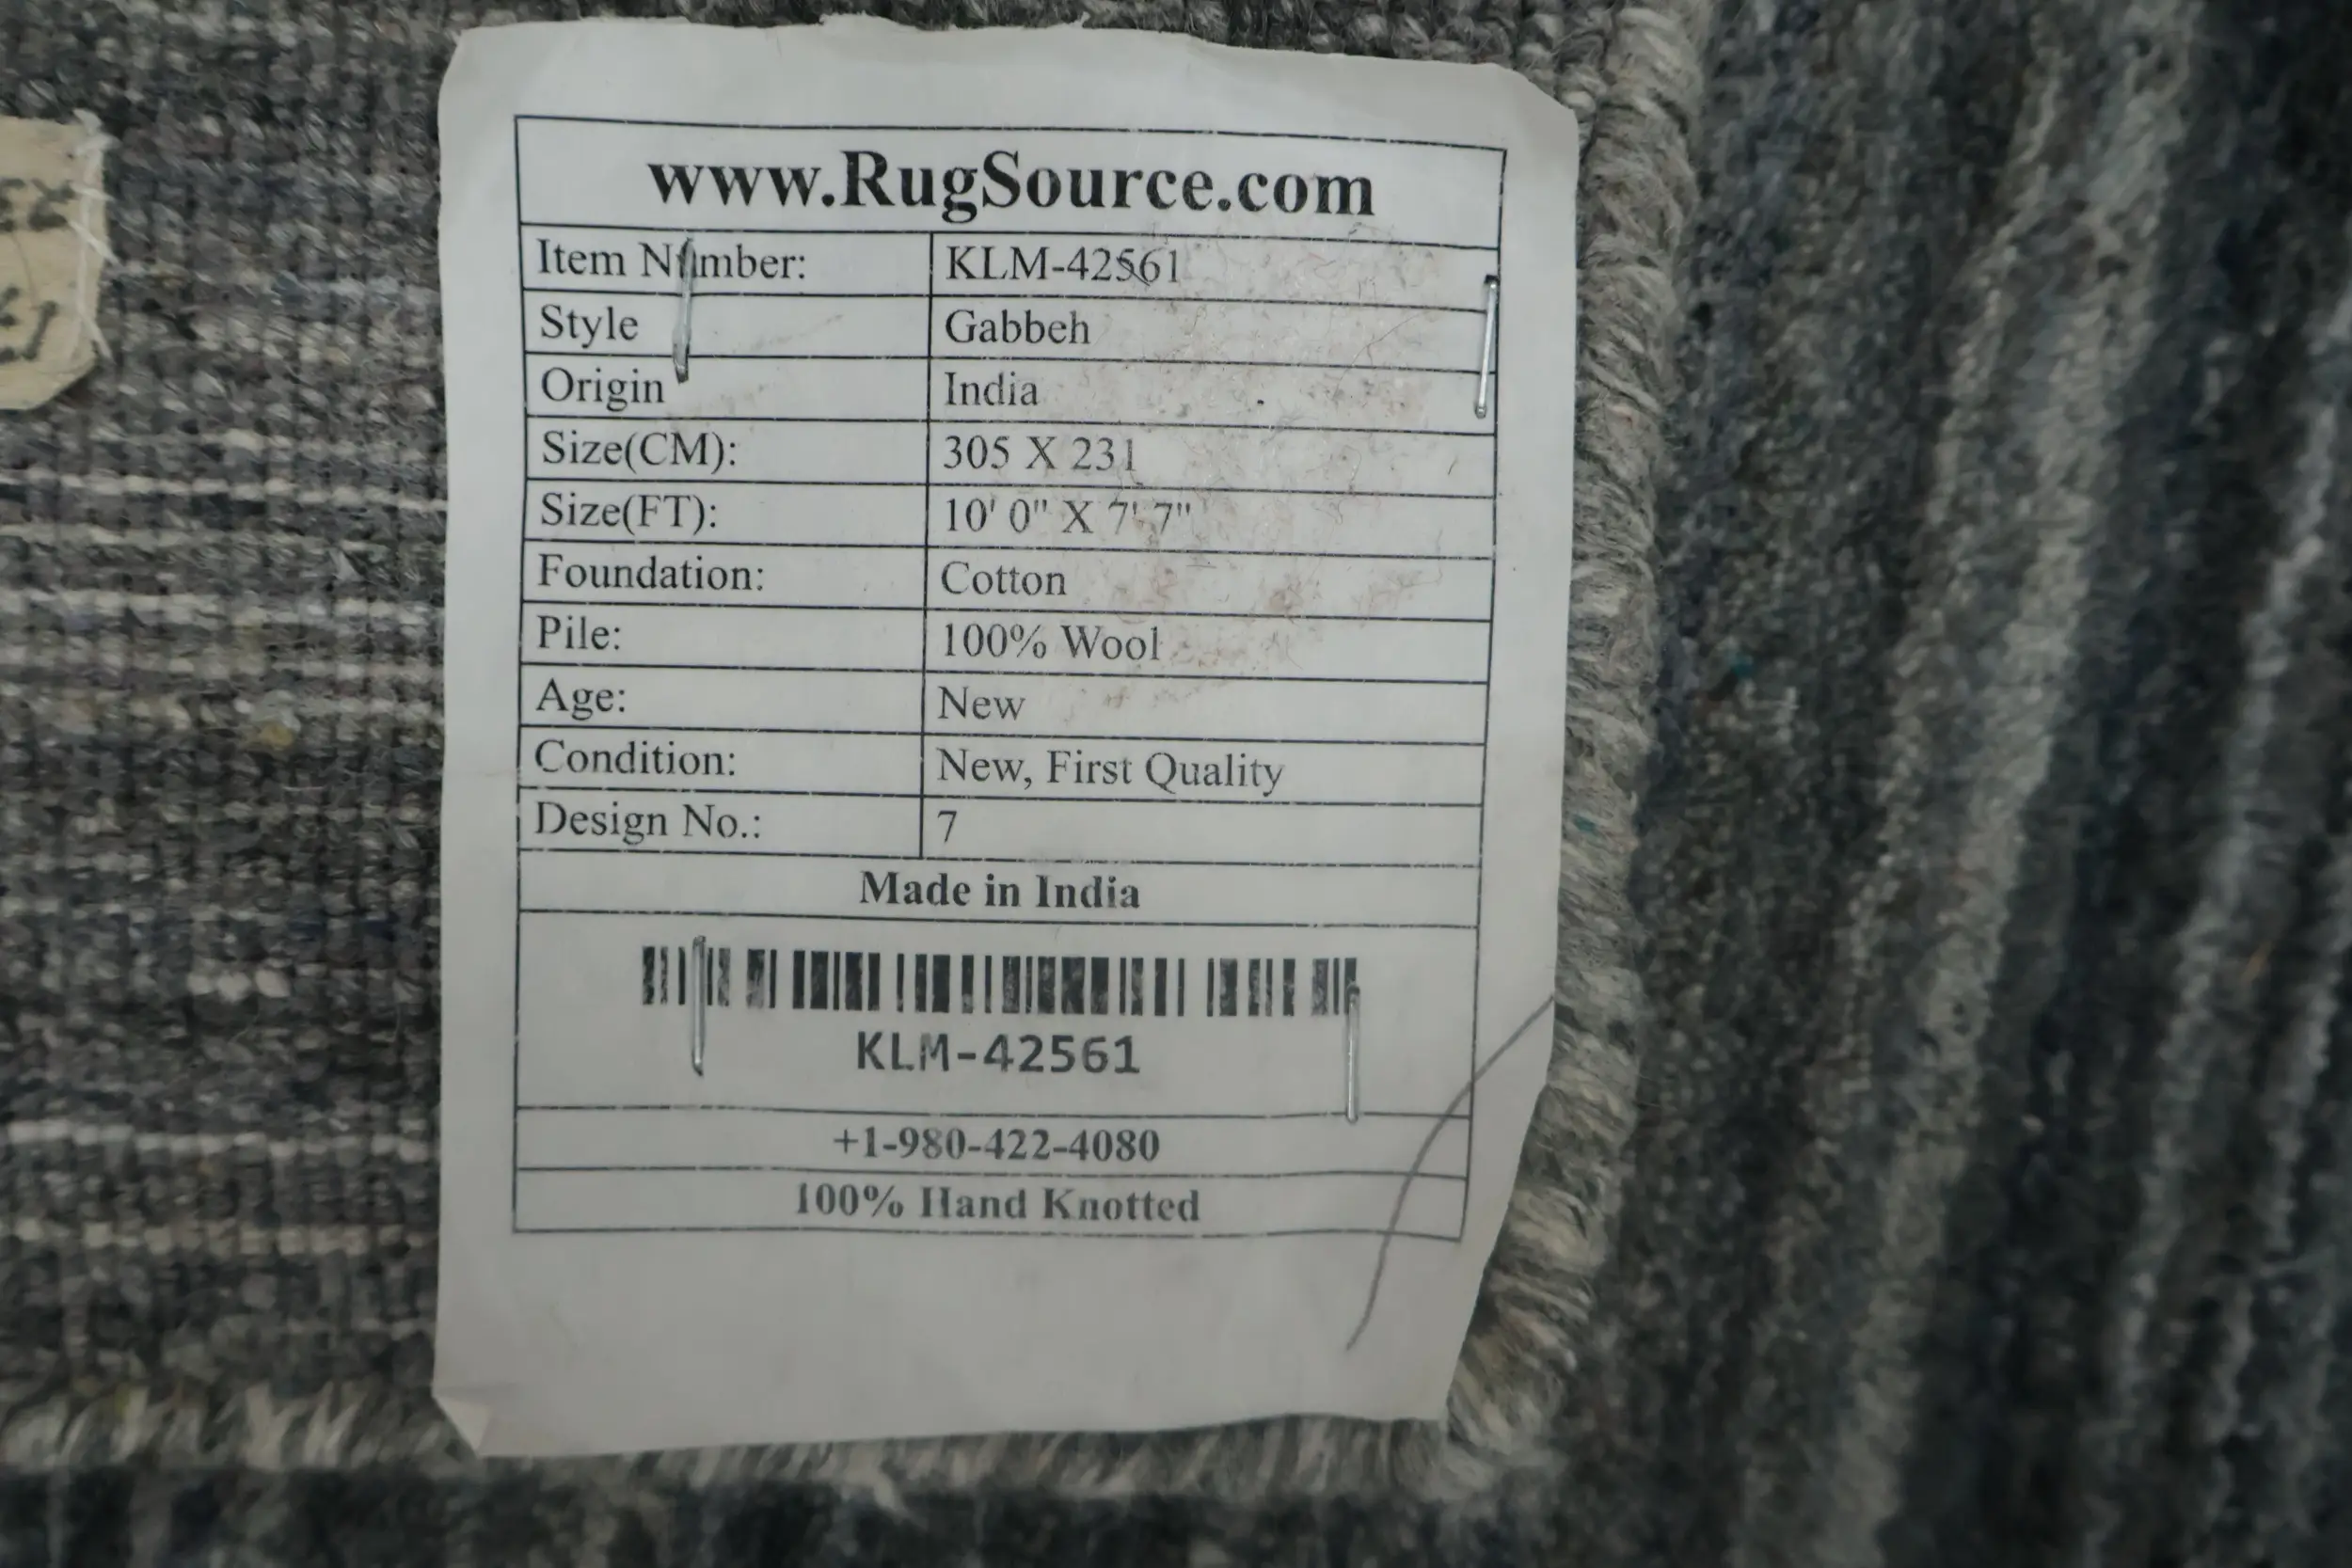 www.RugSource.com
Item Number: KLM-42561
Style Gabbeh
Origin India
Size(CM): 305 X 231
Size(FT): 10' 0" X 7' 7"
Foundation: Cotton
Pile: 100% Wool
Age: New
Condition: New, First Quality
Design No.: 7
Made in India
KLM-42561
+1-980-422-4080
100% Hand Knotted